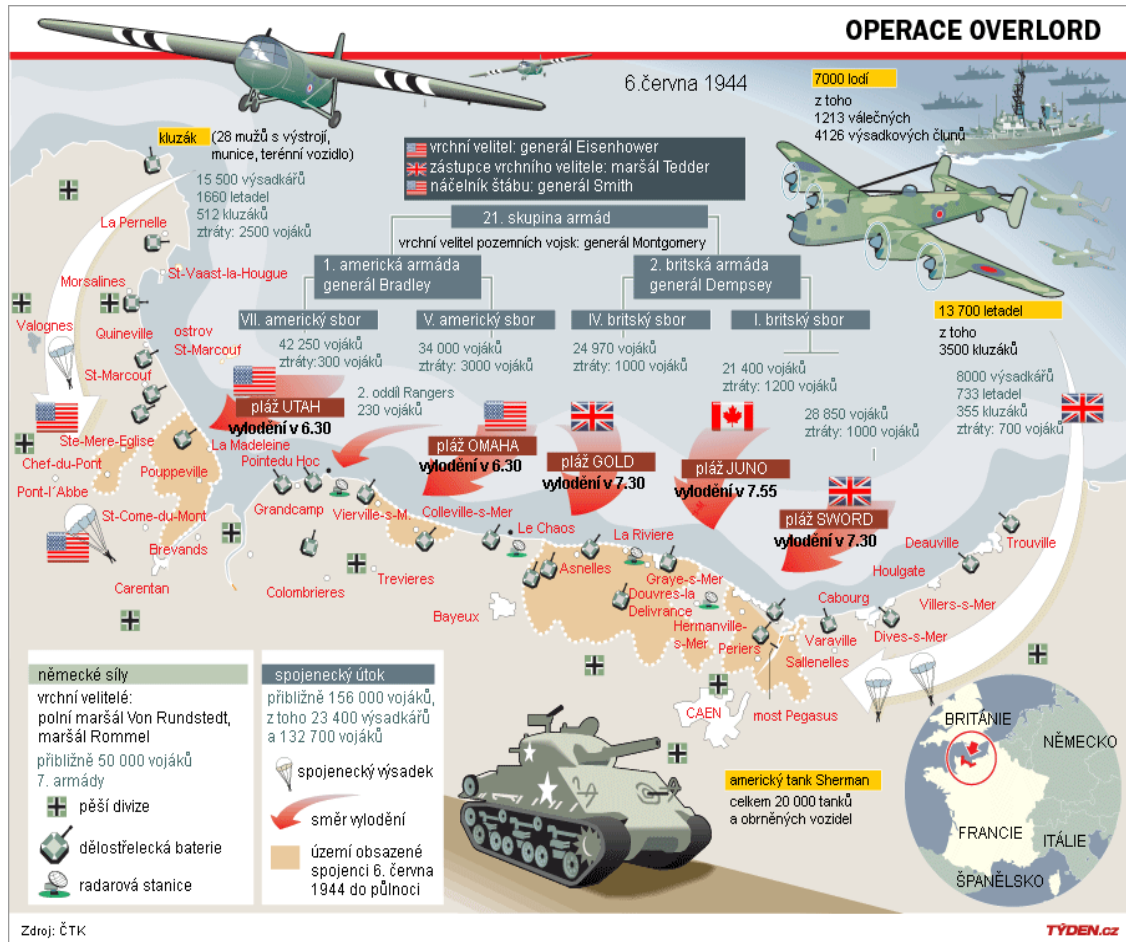 OPERACE OVERLORD
6.června 1944
7000 lodí
z toho
1213 válečných
4126 výsadkových člunů
kluzák (28 mužů s výstrojí,
munice, terénní vozidlo)
15 500 výsadkářů
1660 letadel
512 kluzáků
ztráty: 2500 vojáků
vrchní velitel: generál Eisenhower
zástupce vrchního velitele: maršál Tedder
náčelník štábu: generál Smith
21. skupina armád
vrchní velitel pozemních vojsk: generál Montgomery
1. americká armáda
generál Bradley
2. britská armáda
generál Dempsey
VII. americký sbor
42 250 vojáků
ztráty:300 vojáků
V. americký sbor
34 000 vojáků
ztráty: 3000 vojáků
IV. britský sbor
24 970 vojáků
ztráty: 1000 vojáků
I. britský sbor
21 400 vojáků
ztráty: 1200 vojáků
28 850 vojáků
ztráty: 1000 vojáků
13 700 letadel
z toho
3500 kluzáků
8000 výsadkářů
733 letadel
355 kluzáků
ztráty: 700 vojáků
2. oddíl Rangers
230 vojáků
pláž UTAH
vylodění v 6.30
pláž OMAHA
vylodění v 6.30
pláž GOLD
vylodění v 7.30
pláž JUNO
vylodění v 7.55
pláž SWORD
vylodění v 7.30
La Pernelle
St-Vaast-la-Hougue
Morsalines
Valognes
Quineville
ostrov
St-Marcouf
St-Marcouf
Ste-Mere-Eglise
La Madeleine
Chef-du-Pont
Pouppeville
Pointedu Hoc
Pont-l´Abbe
St-Come-du-Mont
Grandcamp
Vierville-s-M.
Colleville-s-Mer
Brevands
Carentan
Colombrieres
Trevieres
Le Chaos
La Riviere
Asnelles
Bayeux
Graye-s-Mer
Douvres-la
Delivrance
Hermanville-
s-Mer
Periers
CAEN
most Pegasus
Sallenelles
Varaville
Cabourg
Dives-s-Mer
Houlgate
Villers-s-Mer
Deauville
Trouville
německé síly
vrchní velitelé:
polní maršál Von Rundstedt,
maršál Rommel
přibližně 50 000 vojáků
7. armády
pěší divize
dělostřelecká baterie
radarová stanice
spojenecký útok
přibližně 156 000 vojáků,
z toho 23 400 výsadkářů
a 132 700 vojáků
spojenecký výsadek
směr vylodění
území obsazené
spojenci 6. června
1944 do půlnoci
americký tank Sherman
celkem 20 000 tanků
a obrněných vozidel
BRITÁNIE
NĚMECKO
FRANCIE
ITÁLIE
ŠPANĚLSKO
Zdroj: ČTK
TÝDEN.cz